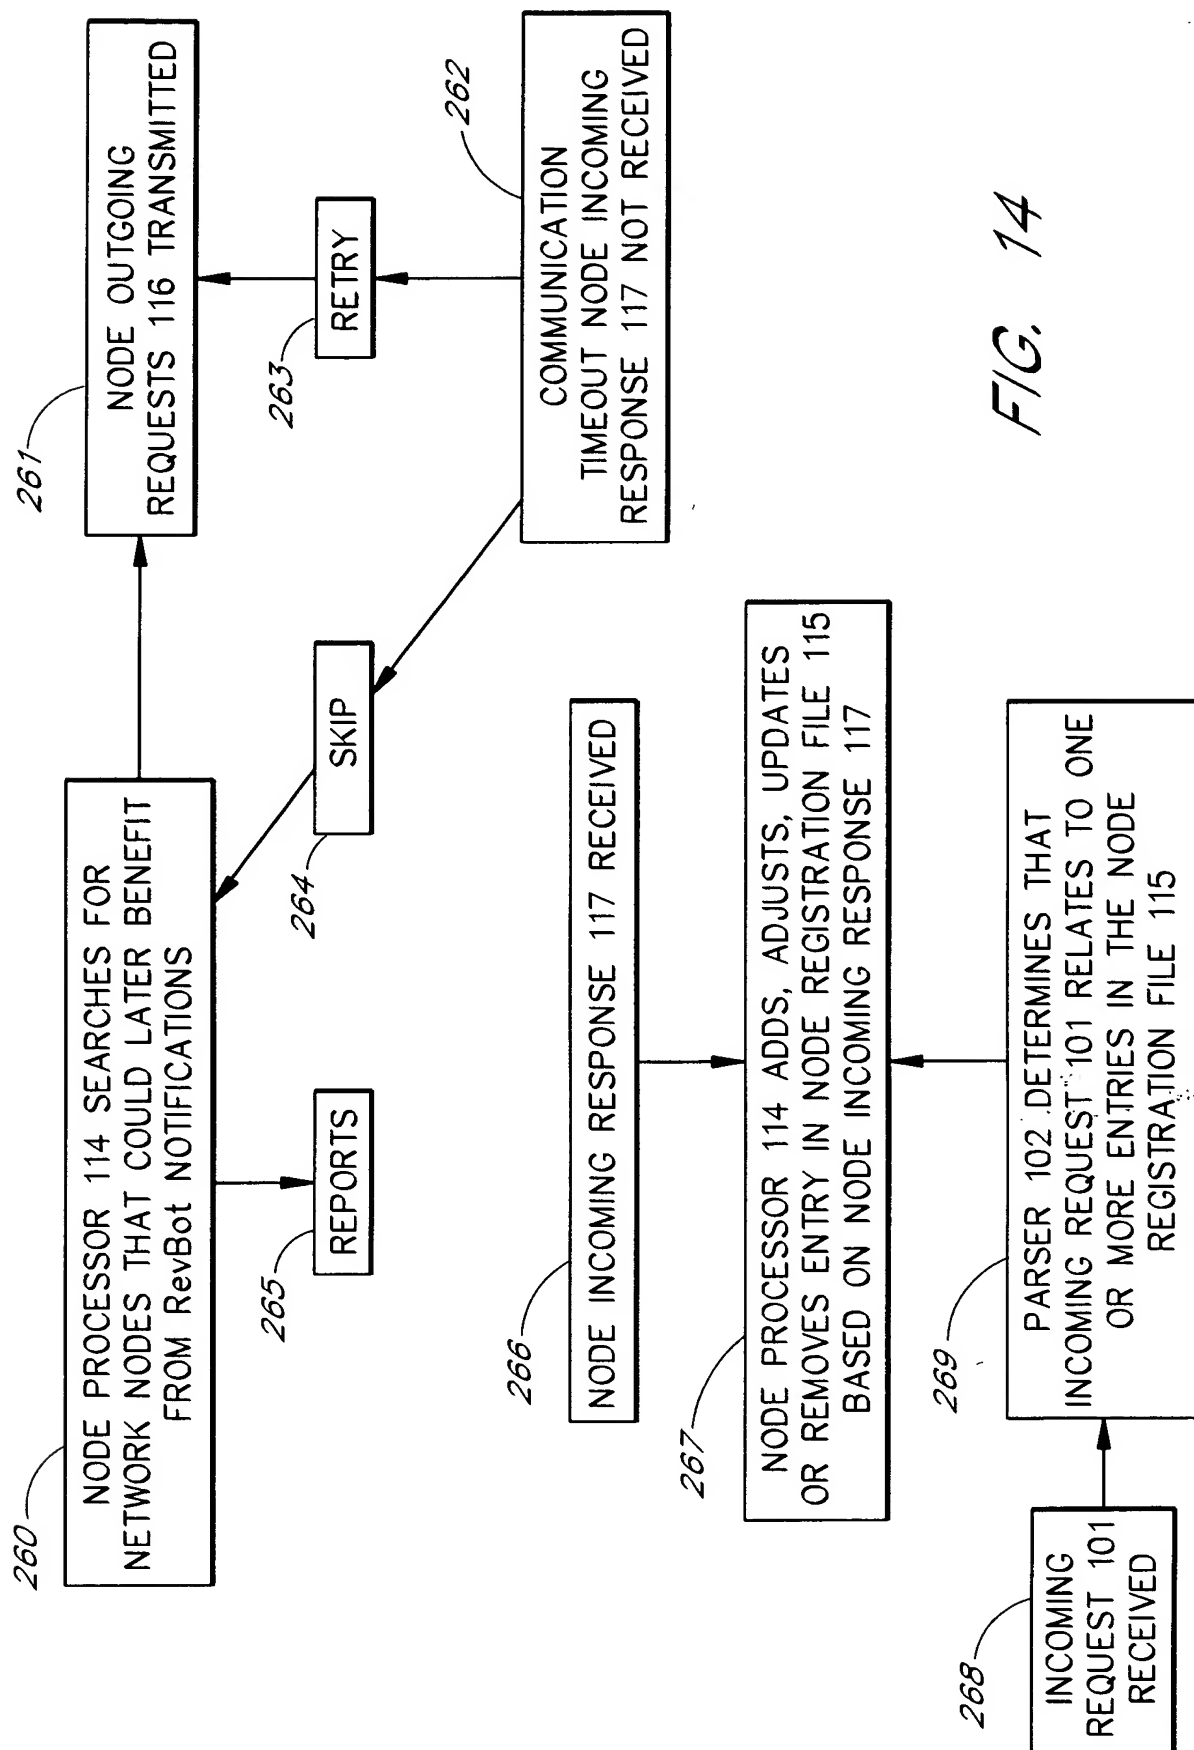 260
NODE PROCESSOR 114 SEARCHES FOR
NETWORK NODES THAT COULD LATER BENEFIT
FROM RevBot NOTIFICATIONS
261
NODE OUTGOING
REQUESTS 116 TRANSMITTED
265
REPORTS
264
SKIP
263
RETRY
262
COMMUNICATION
TIMEOUT NODE INCOMING
RESPONSE 117 NOT RECEIVED
266
NODE INCOMING RESPONSE 117 RECEIVED
267
NODE PROCESSOR 114 ADDS, ADJUSTS, UPDATES
OR REMOVES ENTRY IN NODE REGISTRATION FILE 115
BASED ON NODE INCOMING RESPONSE 117
268
INCOMING
REQUEST 101
RECEIVED
269
PARSER 102 DETERMINES THAT
INCOMING REQUEST 101 RELATES TO ONE
OR MORE ENTRIES IN THE NODE
REGISTRATION FILE 115
FIG. 14